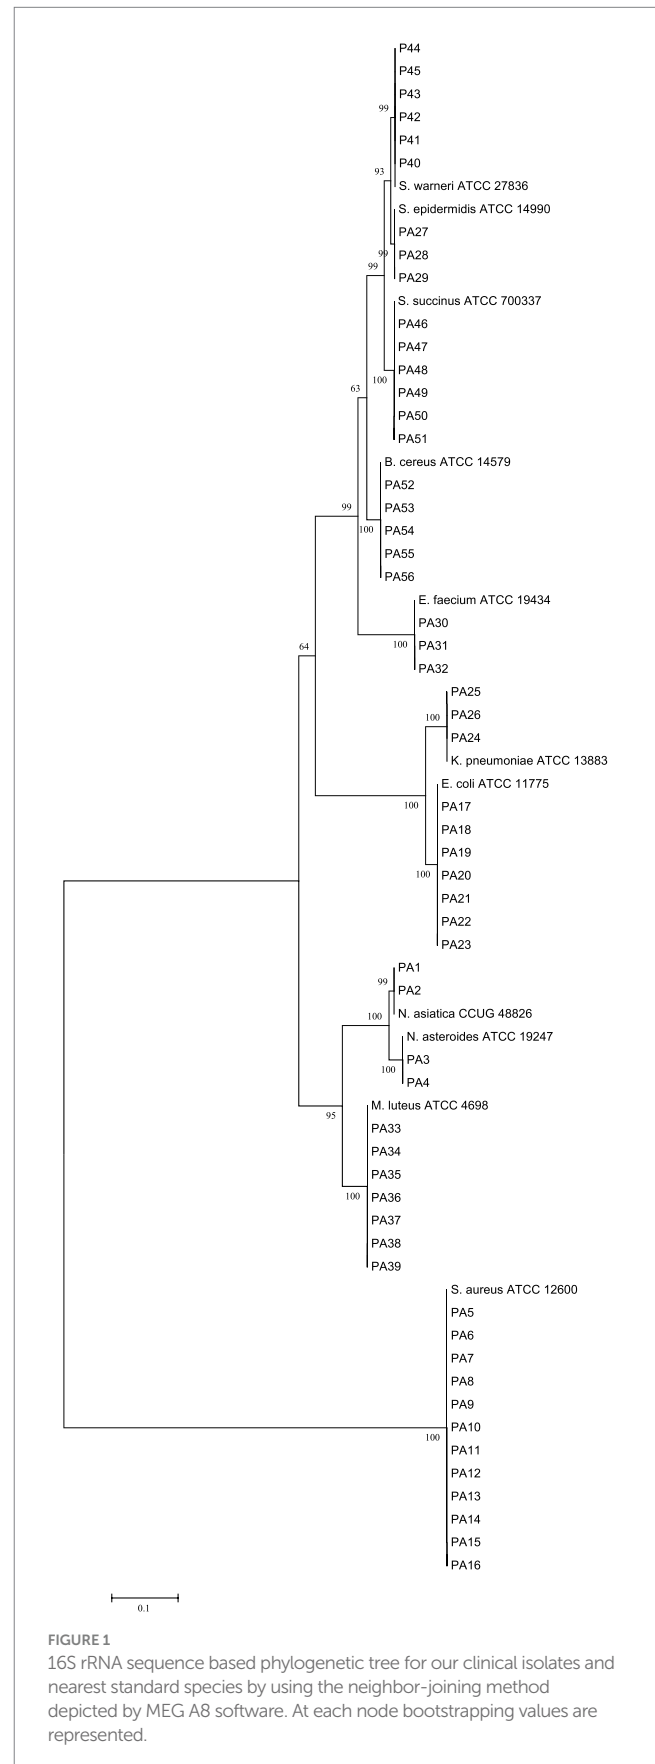 P44
P45
P43
99
P42
P41
P40
93
S. warneri ATCC 27836
S. epidermidis ATCC 14990
PA27
99
PA28
99
PA29
S. succinus ATCC 700337
PA46
PA47
PA48
100
63
PA49
PA50
PA51
B. cereus ATCC 14579
PA52
99
PA53
100
PA54
PA55
PA56
E. faecium ATCC 19434
PA30
100
PA31
64
PA32
PA25
100
PA26
PA24
K. pneumoniae ATCC 13883
E. coli ATCC 11775
100
PA17
PA18
PA19
100
PA20
PA21
PA22
PA23
PA1
99
PA2
100
N. asiatica CCUG 48826
N. asteroides ATCC 19247
PA3
100
PA4
M. luteus ATCC 4698
95
PA33
PA34
PA35
100
PA36
PA37
PA38
PA39
S. aureus ATCC 12600
PA5
PA6
PA7
PA8
PA9
PA10
100
PA11
PA12
PA13
PA14
PA15
PA16
0.1
FIGURE 1
16S rRNA sequence based phylogenetic tree for our clinical isolates and
nearest standard species by using the neighbor-joining method
depicted by MEG A8 software. At each node bootstrapping values are
represented.